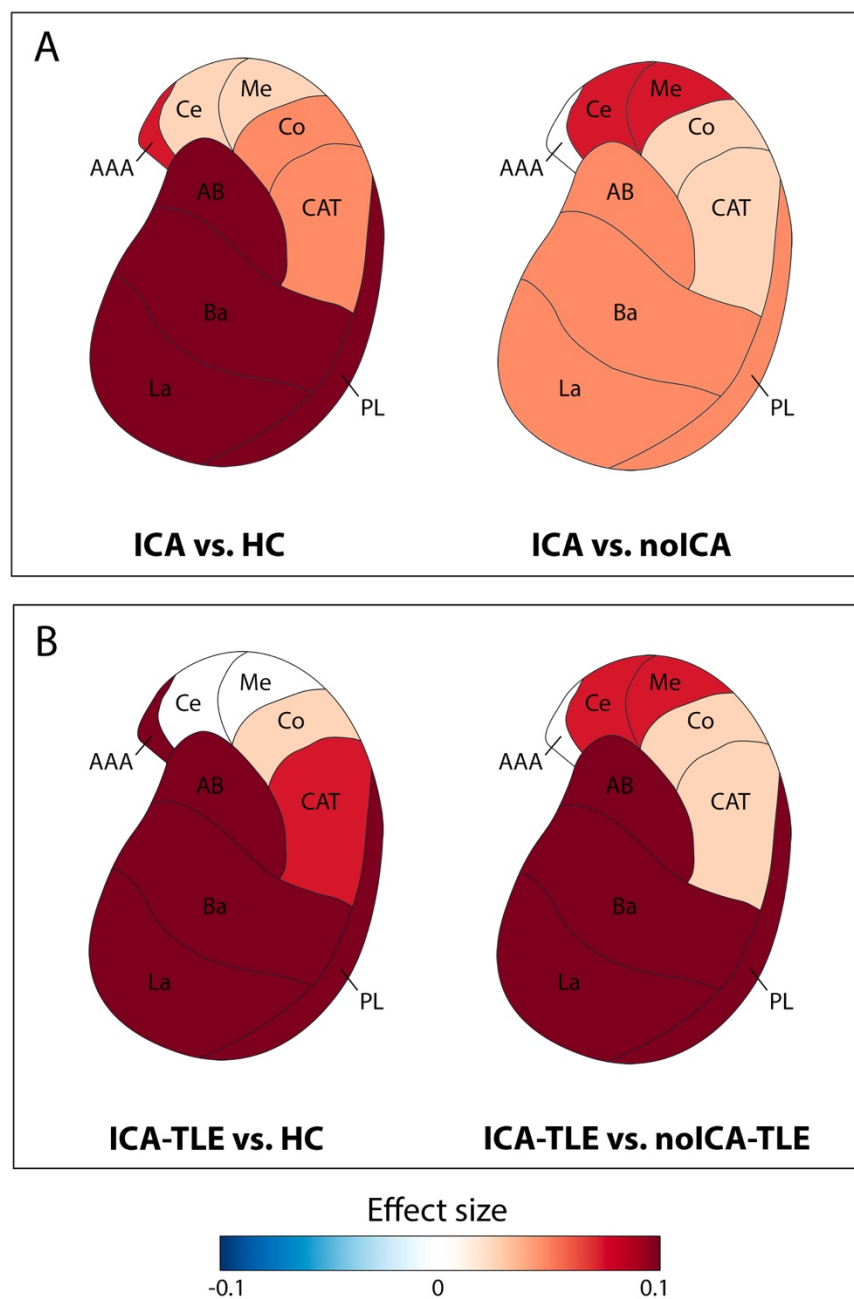 A
Ce
Me
Co
AAA
AB
CAT
Ba
La
PL
ICA vs. HC
Ce
Me
Co
AAA
AB
CAT
Ba
La
PL
ICA vs. noICA
B
Ce
Me
Co
AAA
AB
CAT
Ba
La
PL
ICA-TLE vs. HC
Ce
Me
Co
AAA
AB
CAT
Ba
La
PL
ICA-TLE vs. noICA-TLE
Effect size
-0.1 0 0.1